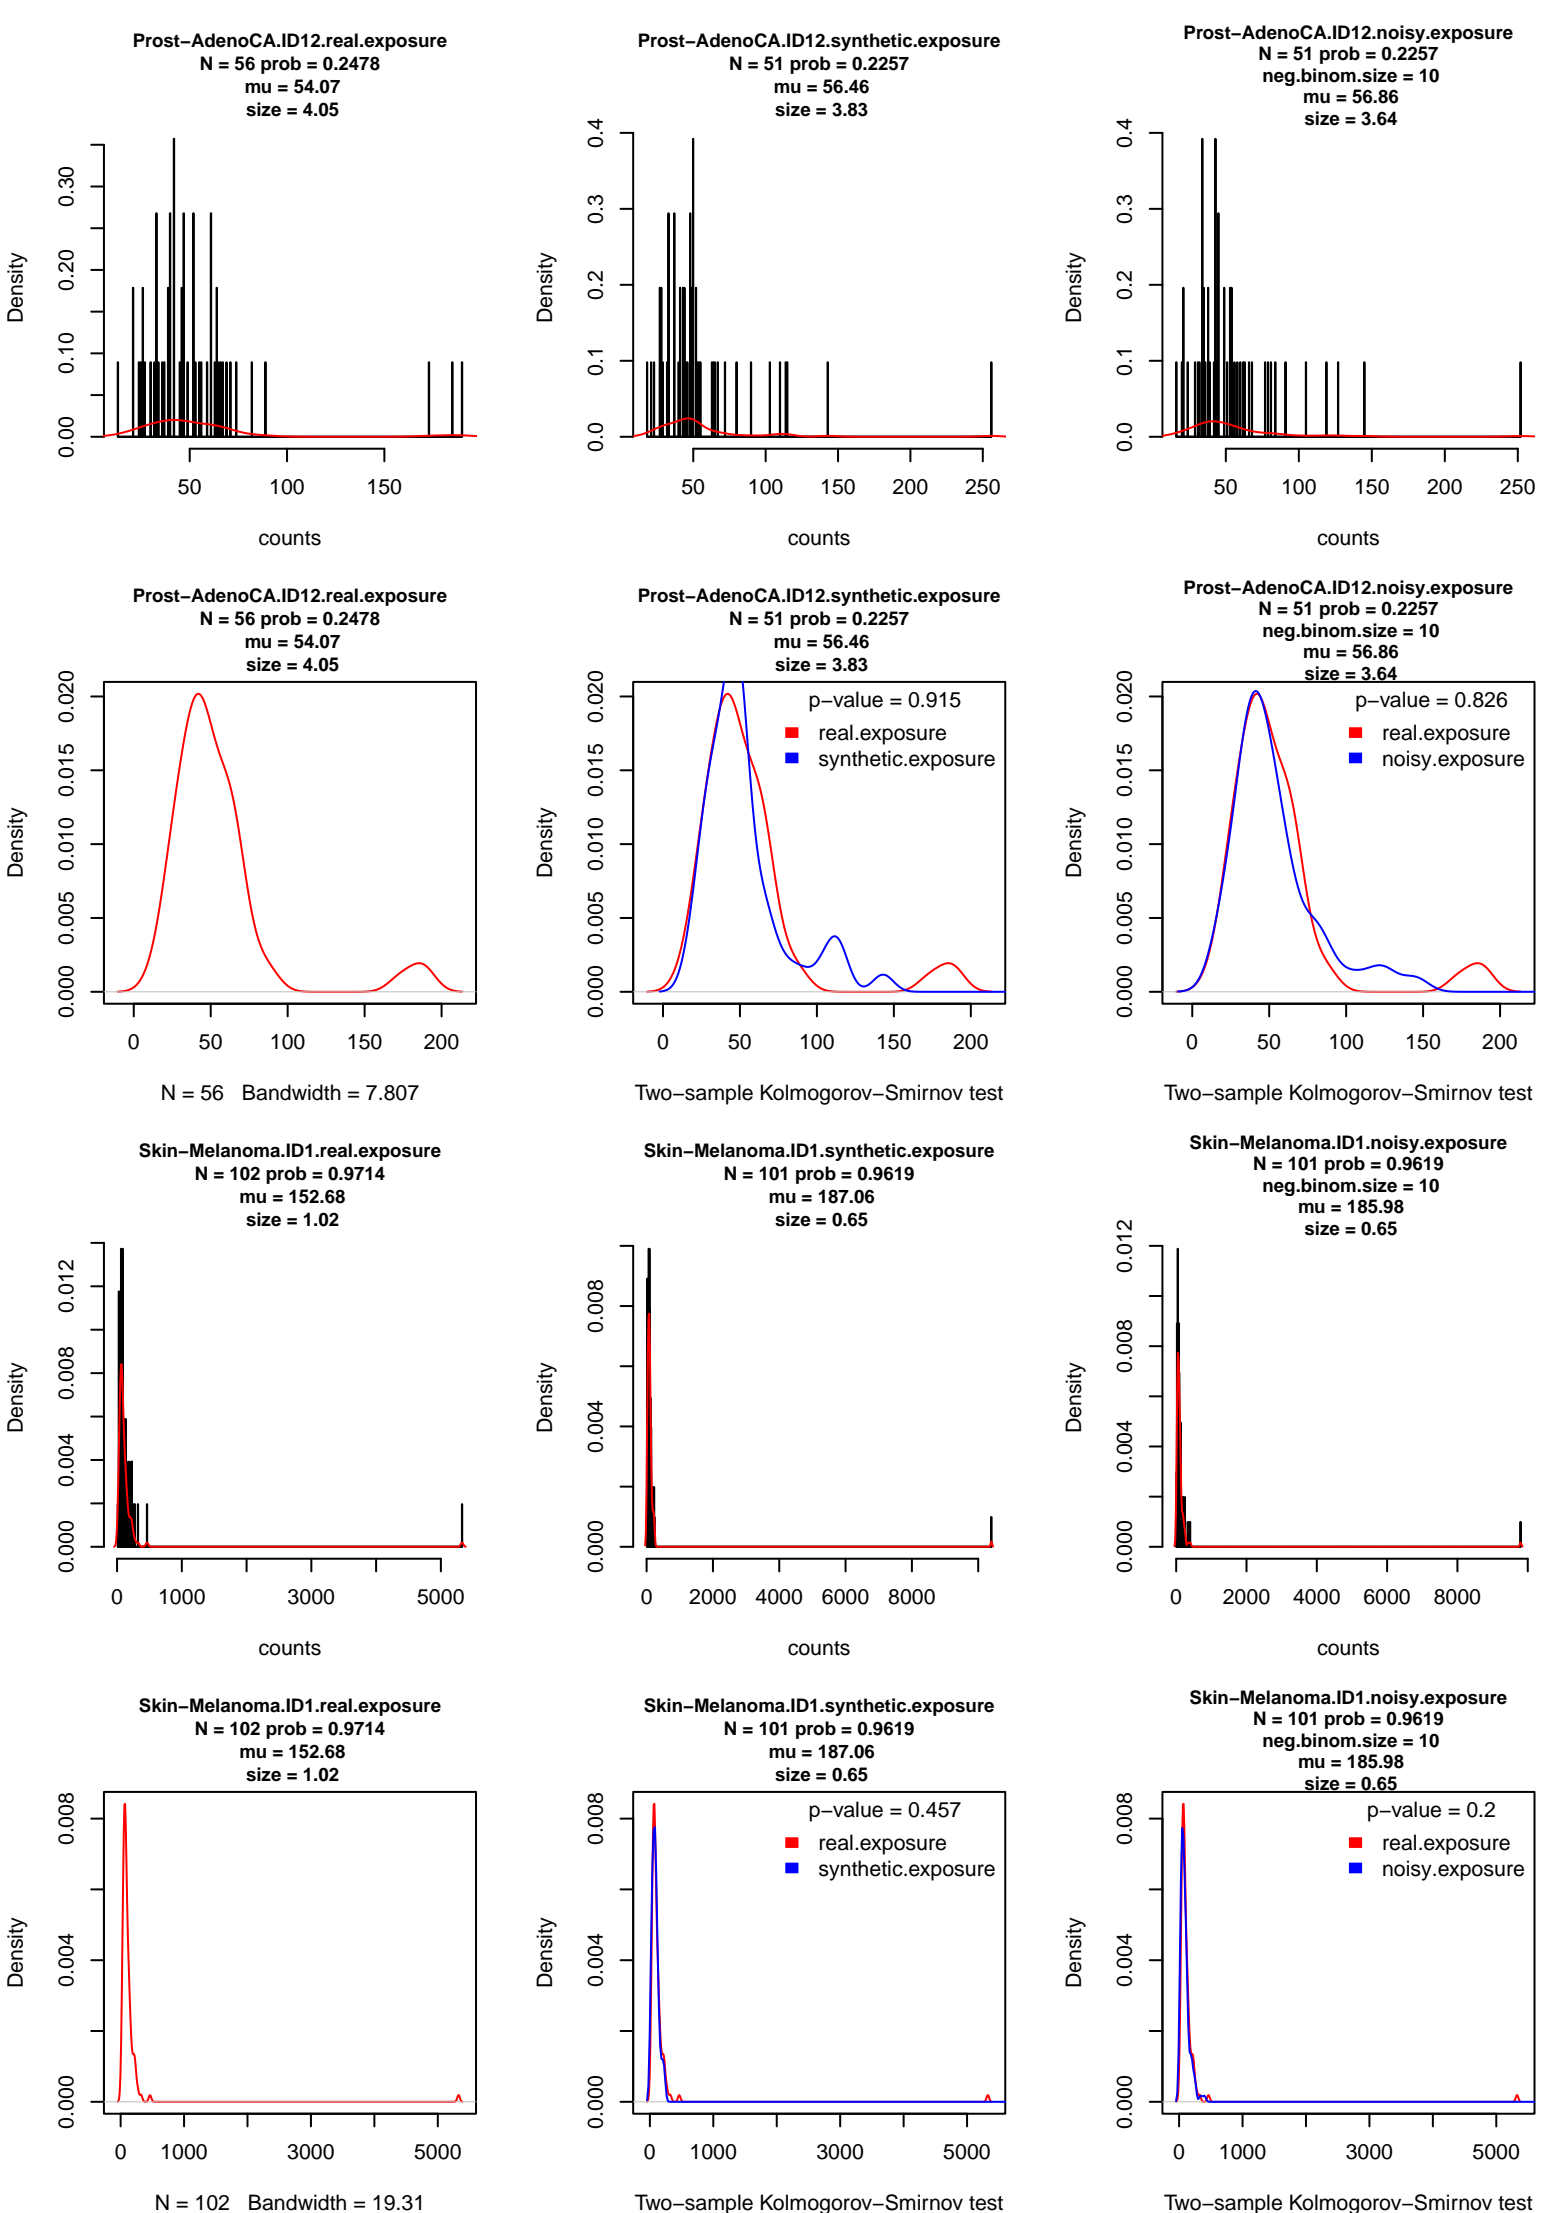 Prost−AdenoCA.ID12.real.exposure
N = 56 prob = 0.2478
mu = 54.07
size = 4.05
Density
0.00 0.10 0.20 0.30
50 100 150
counts
Prost−AdenoCA.ID12.synthetic.exposure
N = 51 prob = 0.2257
mu = 56.46
size = 3.83
Density
0.0 0.1 0.2 0.3 0.4
50 100 150 200 250
counts
Prost−AdenoCA.ID12.noisy.exposure
N = 51 prob = 0.2257
neg.binom.size = 10
mu = 56.86
size = 3.64
Density
0.0 0.1 0.2 0.3 0.4
50 100 150 200 250
counts
Prost−AdenoCA.ID12.real.exposure
N = 56 prob = 0.2478
mu = 54.07
size = 4.05
Density
0.000 0.005 0.010 0.015 0.020
0 50 100 150 200
N = 56 Bandwidth = 7.807
Prost−AdenoCA.ID12.synthetic.exposure
N = 51 prob = 0.2257
mu = 56.46
size = 3.83
p−value = 0.915
real.exposure
synthetic.exposure
Density
0.000 0.005 0.010 0.015 0.020
0 50 100 150 200
Two−sample Kolmogorov−Smirnov test
Prost−AdenoCA.ID12.noisy.exposure
N = 51 prob = 0.2257
neg.binom.size = 10
mu = 56.86
size = 3.64
p−value = 0.826
real.exposure
noisy.exposure
Density
0.000 0.005 0.010 0.015 0.020
0 50 100 150 200
Two−sample Kolmogorov−Smirnov test
Skin−Melanoma.ID1.real.exposure
N = 102 prob = 0.9714
mu = 152.68
size = 1.02
Density
0.000 0.004 0.008 0.012
0 1000 3000 5000
counts
Skin−Melanoma.ID1.synthetic.exposure
N = 101 prob = 0.9619
mu = 187.06
size = 0.65
Density
0.000 0.004 0.008
0 2000 4000 6000 8000
counts
Skin−Melanoma.ID1.noisy.exposure
N = 101 prob = 0.9619
neg.binom.size = 10
mu = 185.98
size = 0.65
Density
0.000 0.004 0.008 0.012
0 2000 4000 6000 8000
counts
Skin−Melanoma.ID1.real.exposure
N = 102 prob = 0.9714
mu = 152.68
size = 1.02
Density
0.000 0.004 0.008
0 1000 3000 5000
N = 102 Bandwidth = 19.31
Skin−Melanoma.ID1.synthetic.exposure
N = 101 prob = 0.9619
mu = 187.06
size = 0.65
p−value = 0.457
real.exposure
synthetic.exposure
Density
0.000 0.004 0.008
0 1000 3000 5000
Two−sample Kolmogorov−Smirnov test
Skin−Melanoma.ID1.noisy.exposure
N = 101 prob = 0.9619
neg.binom.size = 10
mu = 185.98
size = 0.65
p−value = 0.2
real.exposure
noisy.exposure
Density
0.000 0.004 0.008
0 1000 3000 5000
Two−sample Kolmogorov−Smirnov test